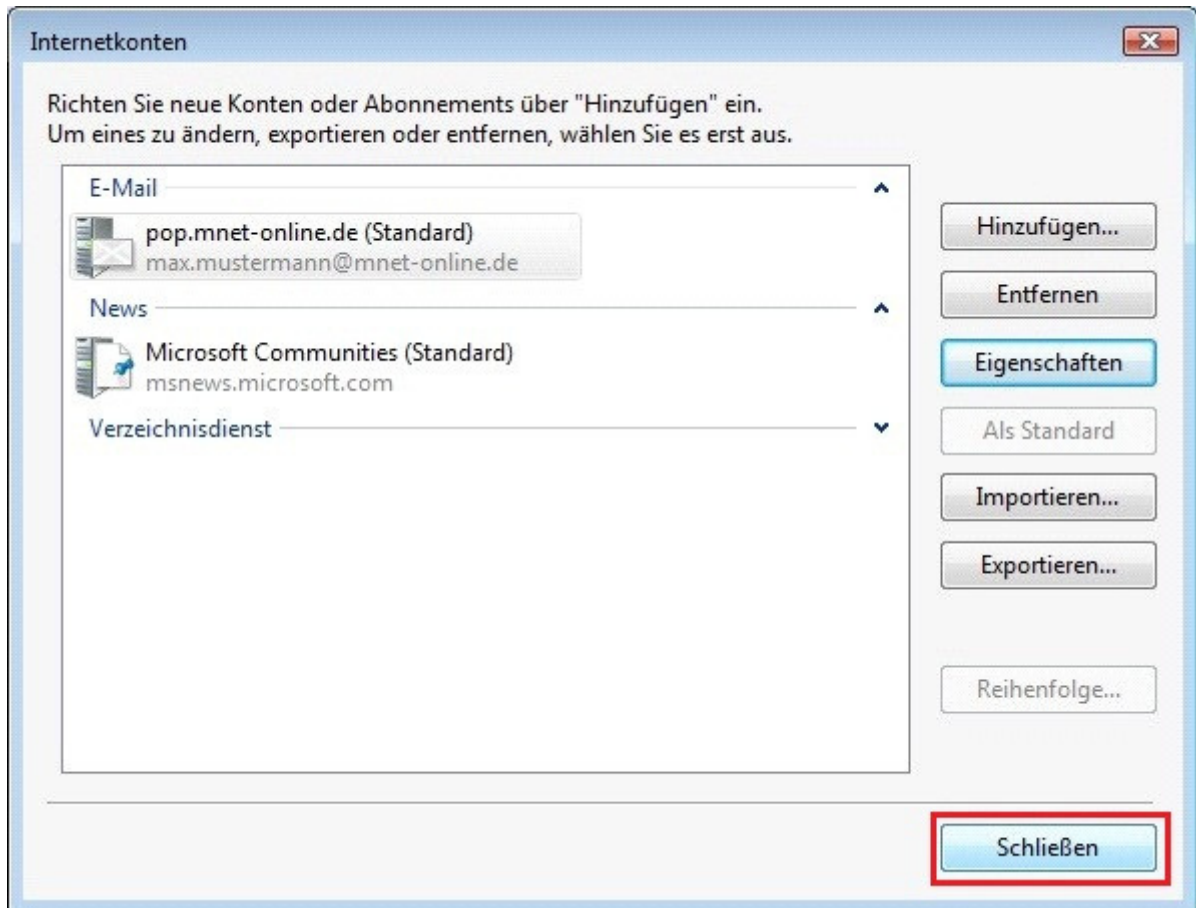 Internetkonten
Richten Sie neue Konten oder Abonnements über "Hinzufügen" ein.
Um eines zu ändern, exportieren oder entfernen, wählen Sie es erst aus.
E-Mail
pop.mnet-online.de (Standard)
max.mustermann@mnet-online.de
News
Microsoft Communities (Standard)
msnews.microsoft.com
Verzeichnisdienst
Hinzufügen...
Entfernen
Eigenschaften
Als Standard
Importieren...
Exportieren...
Reihenfolge...
Schließen